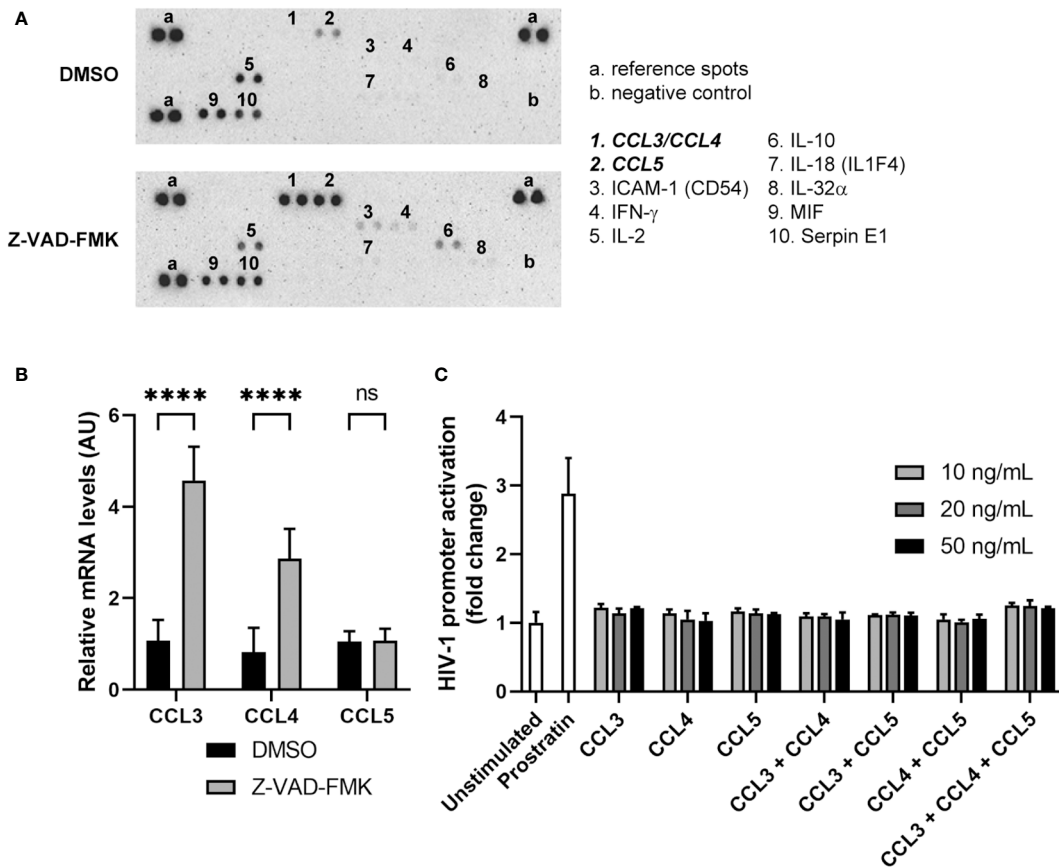 A
a
1
2
a
3
4
5
6
7
8
DMSO
a
9
10
b
a
1
2
a
3
4
5
6
7
8
Z-VAD-FMK
a
9
10
b
a. reference spots
b. negative control
1. CCL3/CCL4
2. CCL5
3. ICAM-1 (CD54)
4. IFN-γ
5. IL-2
6. IL-10
7. IL-18 (IL1F4)
8. IL-32α
9. MIF
10. Serpin E1
B
**** **** ns
Relative mRNA levels (AU)
6
4
2
0
CCL3 CCL4 CCL5
DMSO
Z-VAD-FMK
C
HIV-1 promoter activation
(fold change)
4
3
2
1
0
10 ng/mL
20 ng/mL
50 ng/mL
Unstimulated
Prostratin
CCL3
CCL4
CCL5
CCL3 + CCL4
CCL3 + CCL5
CCL4 + CCL5
CCL3 + CCL4 + CCL5